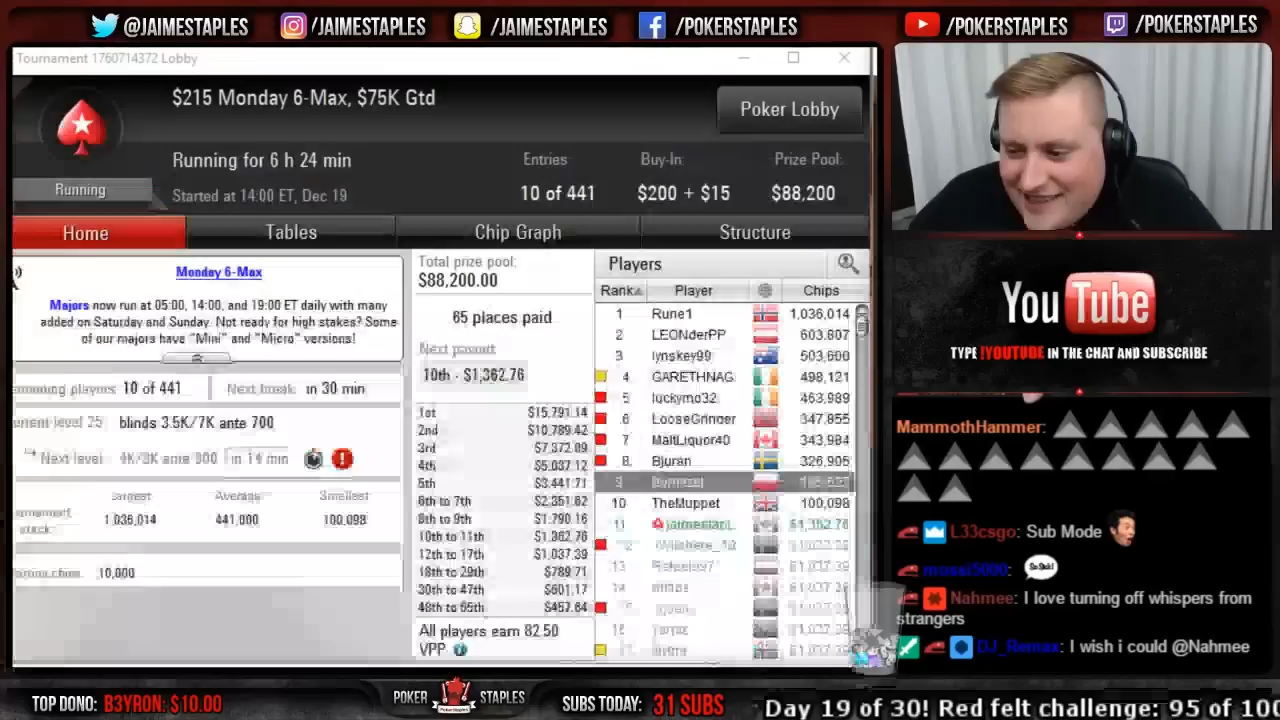 @JAIMESTAPLES /JAIMESTAPLES /JAIMESTAPLES /POKERSTAPLES /POKERSTAPLES /POKERSTAPLES
Tournament 1760714372 Lobby
$215 Monday 6-Max, $75K Gtd
Poker Lobby
Running for 6 h 24 min
Entries Buy-In: Prize Pool:
Running
Started at 14:00 ET, Dec 19
10 of 441 $200 + $15 $88,200
Home Tables Chip Graph Structure
Monday 6-Max
Majors now run at 05:00, 14:00, and 19:00 ET daily with many
added on Saturday and Sunday. Not ready for high stakes? Some
of our majors have "Mini" and "Micro" versions!
10 of 441 Next break: in 30 min
blinds 3.5K/7K ante 700
Next level in 14 min
Largest Average Smallest
1,036,014 441,000 100,098
10,000
Total prize pool:
$88,200.00
65 places paid
Next payout
10th - $1,362.76
1st $15,791.14
2nd $10,789.42
3rd $7,372.09
4th $5,037.12
5th $3,441.71
6th to 7th $2,351.62
8th to 9th $1,790.16
10th to 11th $1,362.76
12th to 17th $1,037.39
18th to 29th $789.71
30th to 47th $601.17
48th to 65th $457.64
All players earn 82.50
VPP
Players
Rank Player Chips
1 Rune1 1,036,014
2 LEONderPP 603,807
3 lynskey99 503,600
4 GARETHNAG 498,121
5 luckymo32 463,989
6 LooseGrinder 347,855
7 MaltLiquor40 343,984
8 Bjuran 326,905
9
10 TheMuppet 100,098
11
You Tube
TYPE !YOUTUBE IN THE CHAT AND SUBSCRIBE
MammothHammer:
L33csgo: Sub Mode
mossi5000:
Nahmee: I love turning off whispers from
strangers
DJ_Remax: I wish i could @Nahmee
TOP DONO: B3YRON: $10.00
POKER STAPLES
SUBS TODAY: 31 SUBS
Day 19 of 30! Red felt challenge: 95 of 100